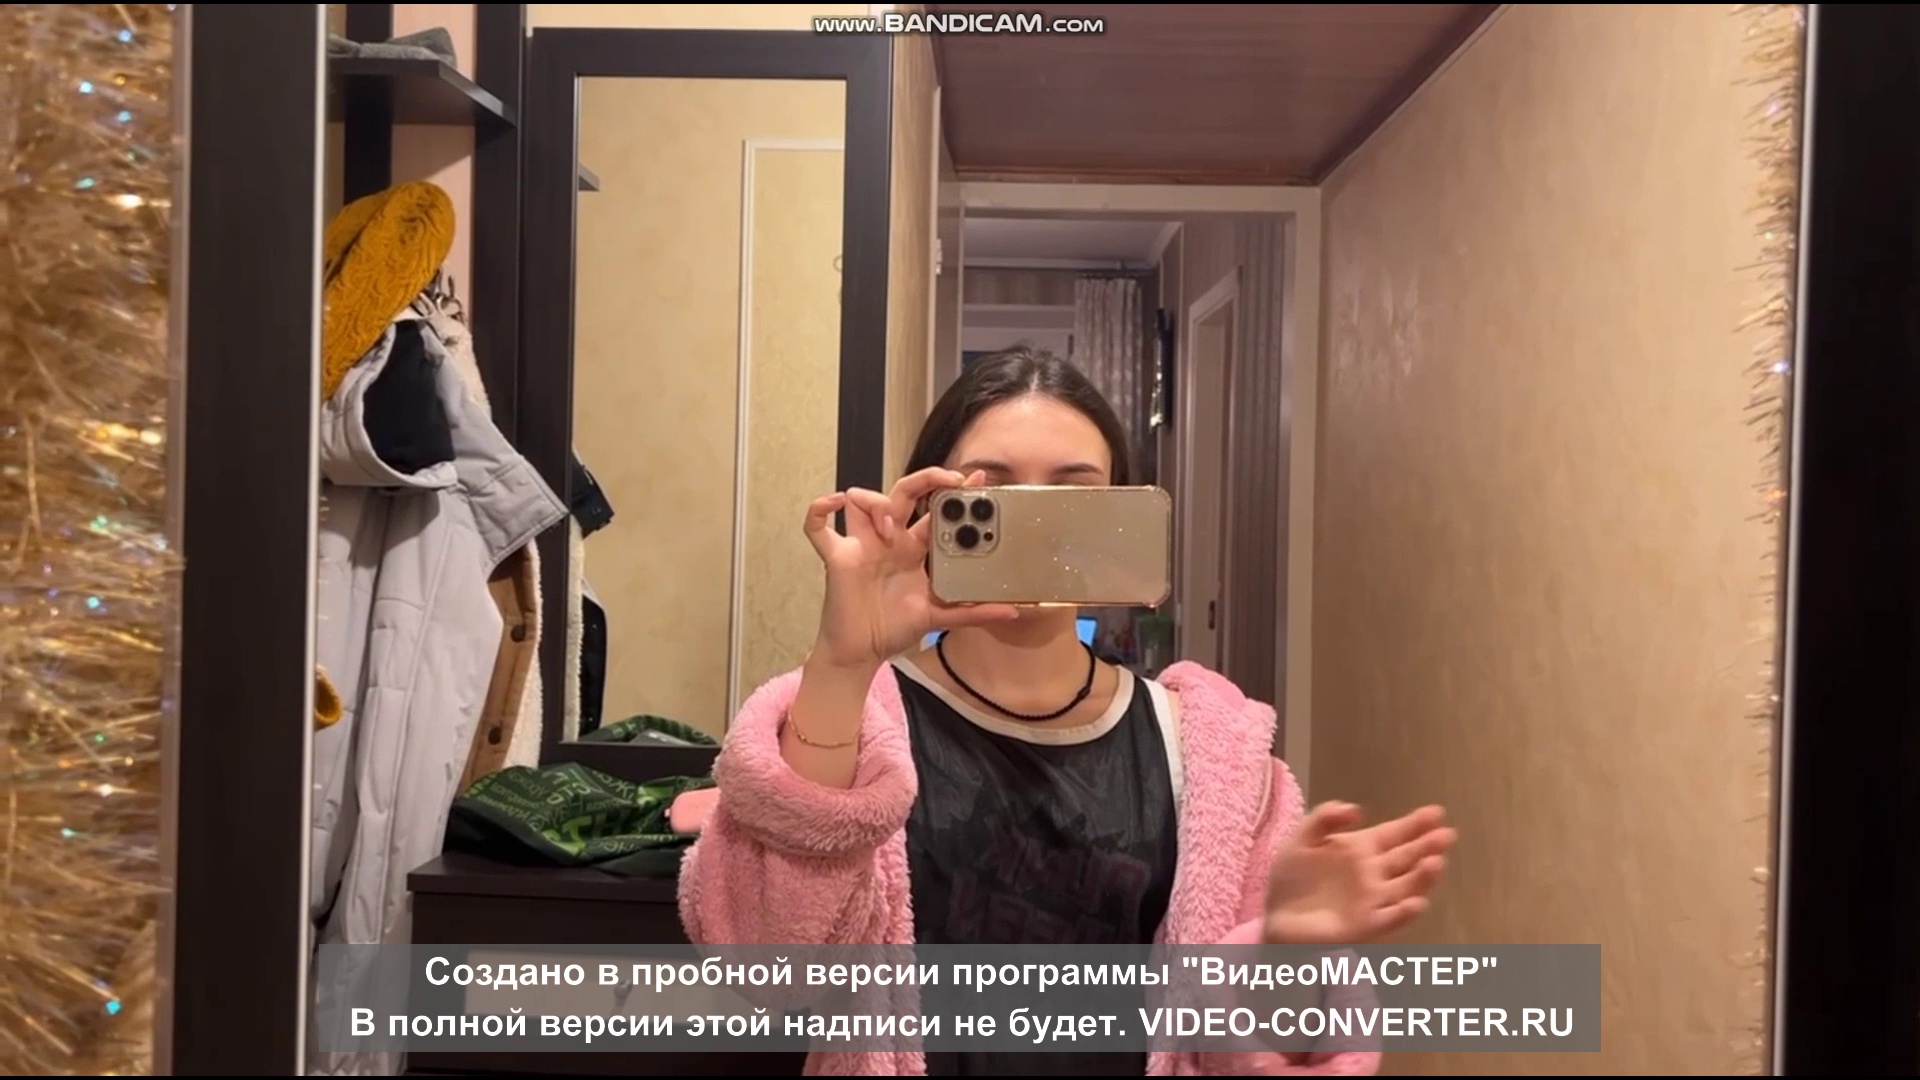 www.BANDICAM.com
Создано в пробной версии программы "ВидеоМАСТЕР"
В полной версии этой надписи не будет. VIDEO-CONVERTER.RU